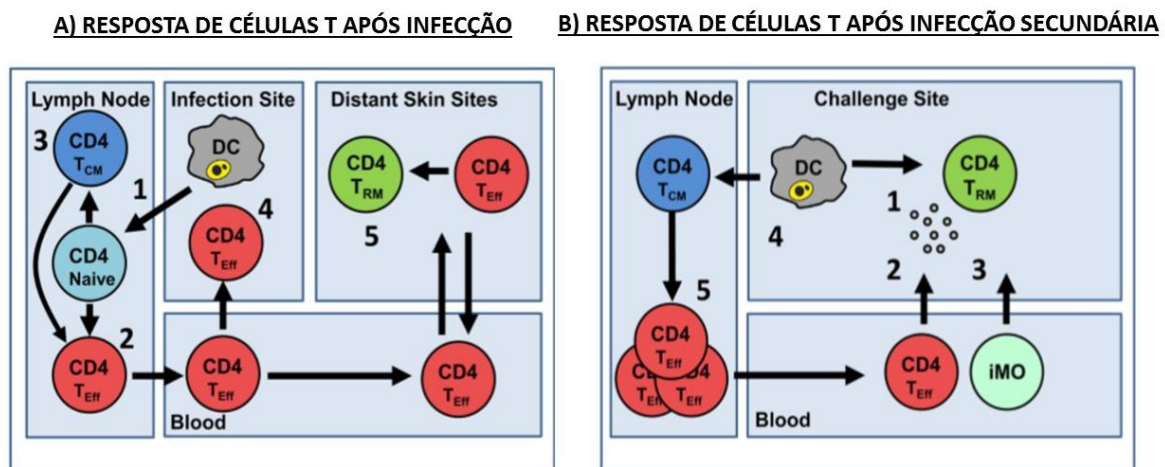 A) RESPOSTA DE CÉLULAS T APÓS INFECÇÃO
B) RESPOSTA DE CÉLULAS T APÓS INFECÇÃO SECUNDÁRIA
Lymph Node
3
CD4
TCM
1
CD4
Naive
2
CD4
TEff
Infection Site
DC
4
CD4
TEff
Distant Skin Sites
CD4
TRM
CD4
TEff
5
CD4
TEff
CD4
TEff
Blood
Lymph Node
CD4
TCM
5
CD4
TEff
CD4
TEff
D4
TEff
Challenge Site
DC
CD4
TRM
4
1
2
3
CD4
TEff
iMO
Blood